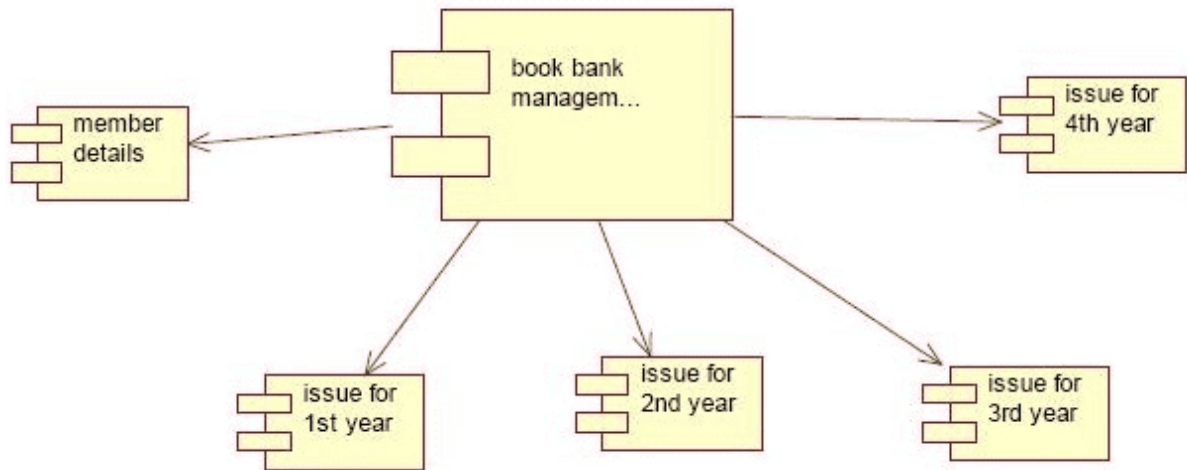 book bank
managem...
member
details
issue for
4th year
issue for
1st year
issue for
2nd year
issue for
3rd year